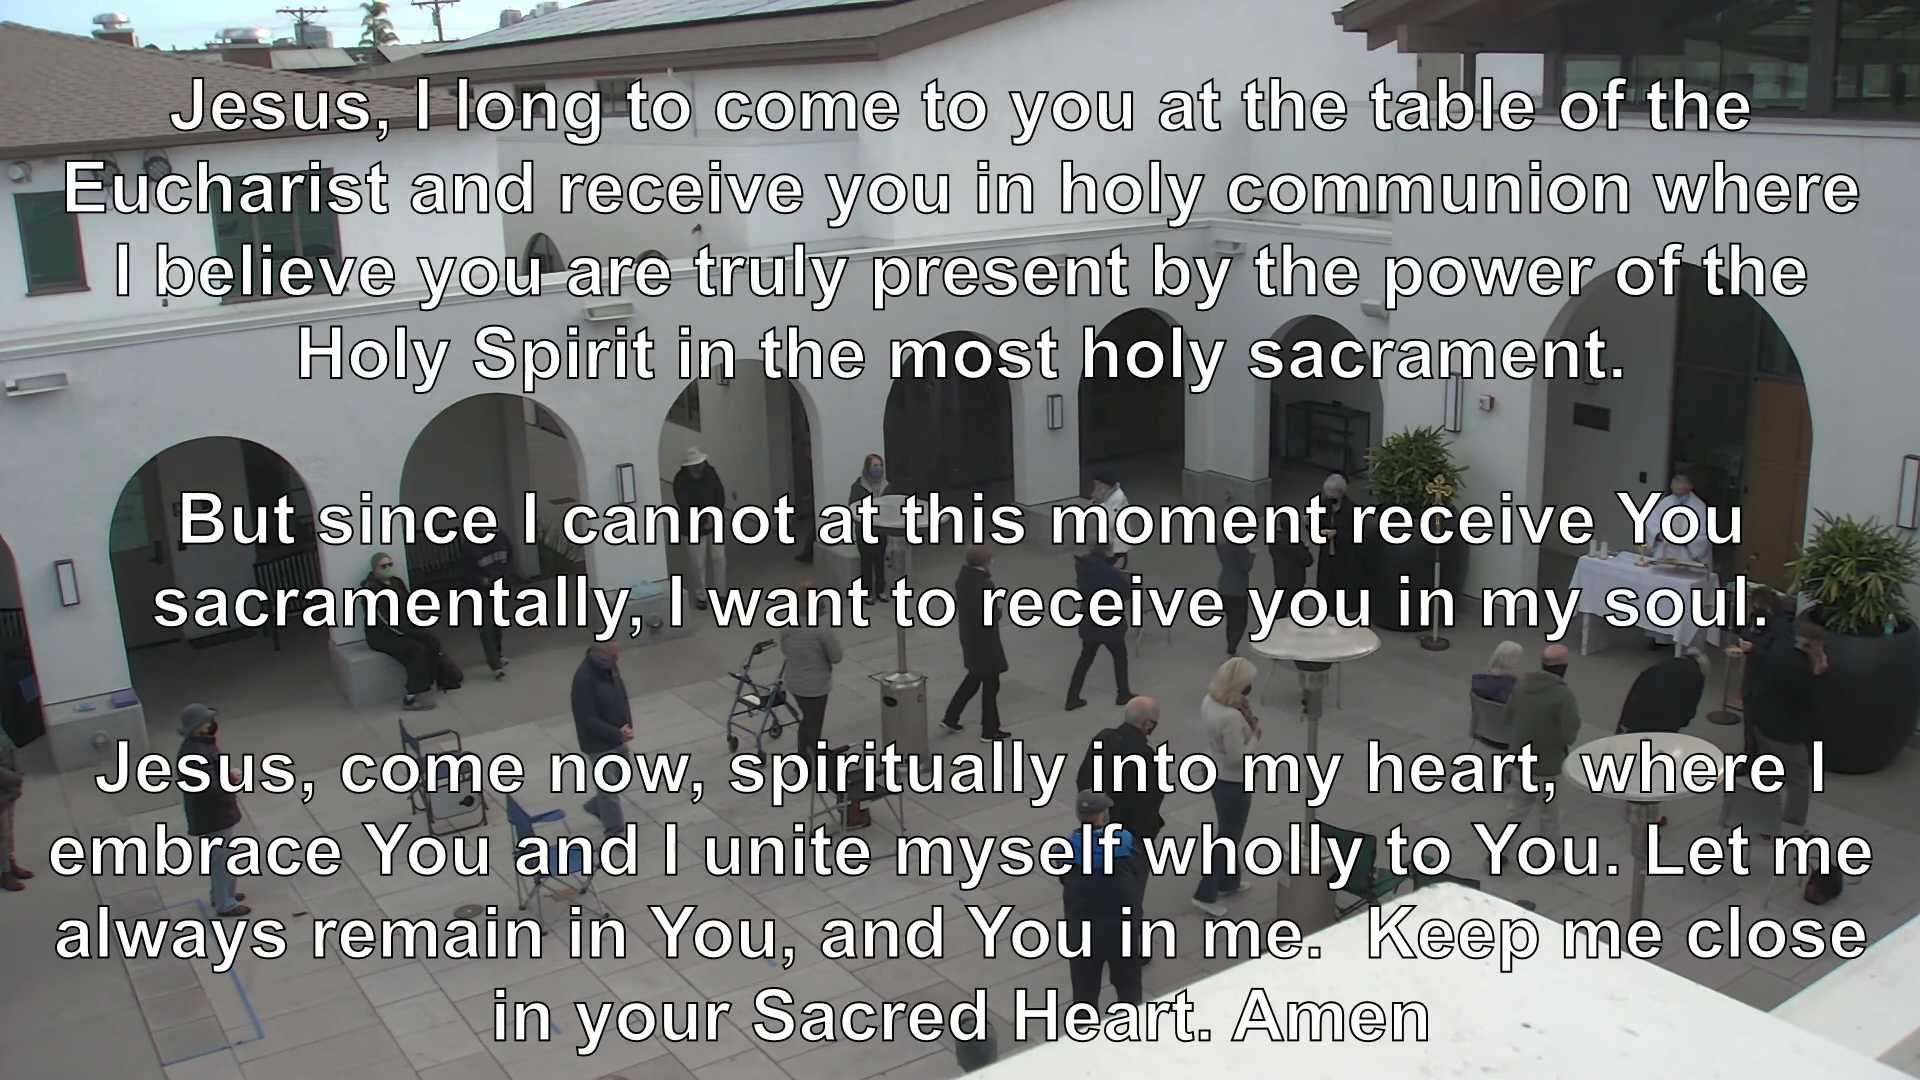 Jesus, I long to come to you at the table of the
Eucharist and receive you in holy communion where
I believe you are truly present by the power of the
Holy Spirit in the most holy sacrament.
But since I cannot at this moment receive You
sacramentally, I want to receive you in my soul.
Jesus, come now, spiritually into my heart, where I
embrace You and I unite myself wholly to You. Let me
always remain in You, and You in me.  Keep me close
in your Sacred Heart. Amen